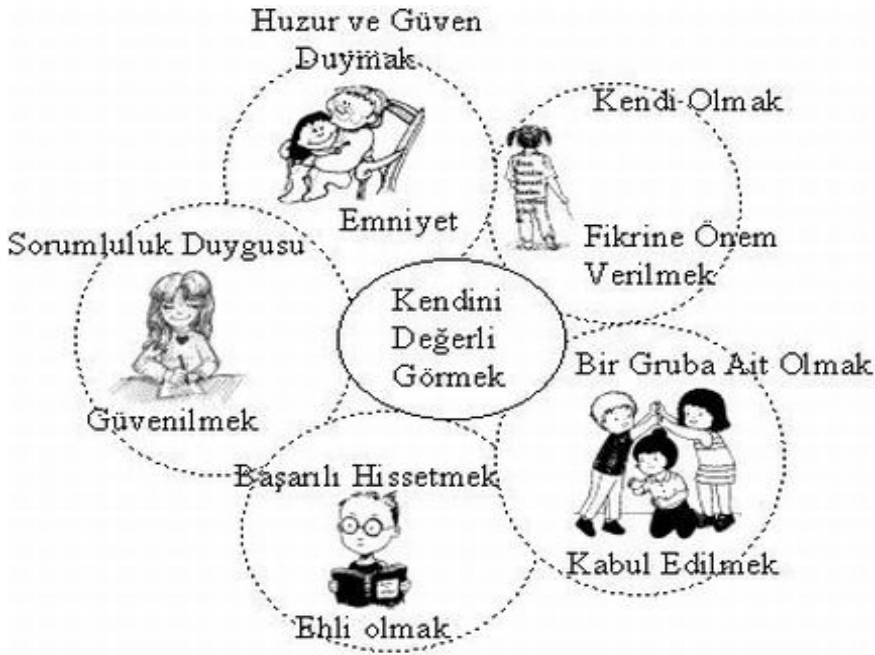 Huzur ve Güven
Duymak
Emniyet
Kendi-Olmak
Fikrine Önem
Verilmek
Sorumluluk Duygusu
Güvenilmek
Kendini
Değerli
Görmek
Bir Gruba Ait Olmak
Kabul Edilmek
Başarılı Hissetmek
Ehli olmak